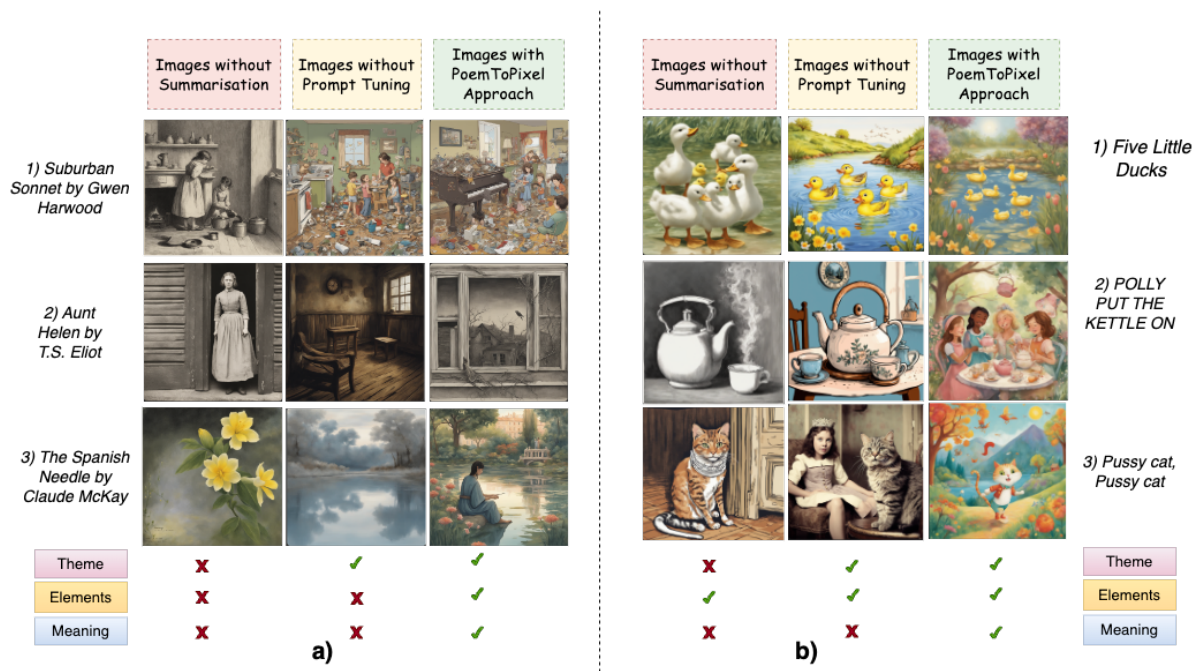 Images without
Summarisation
Images without
Prompt Tuning
Images with
PoemToPixel
Approach
1) Suburban
Sonnet by Gwen
Harwood
2) Aunt
Helen by
T.S. Eliot
3) The Spanish
Needle by
Claude McKay
Theme
X
✓
✓
Elements
X
X
✓
Meaning
X
X
✓
a)
Images without
Summarisation
Images without
Prompt Tuning
Images with
PoemToPixel
Approach
1) Five Little
Ducks
2) POLLY
PUT THE
KETTLE ON
3) Pussy cat,
Pussy cat
X
✓
✓
Theme
✓
✓
✓
Elements
X
X
✓
Meaning
b)